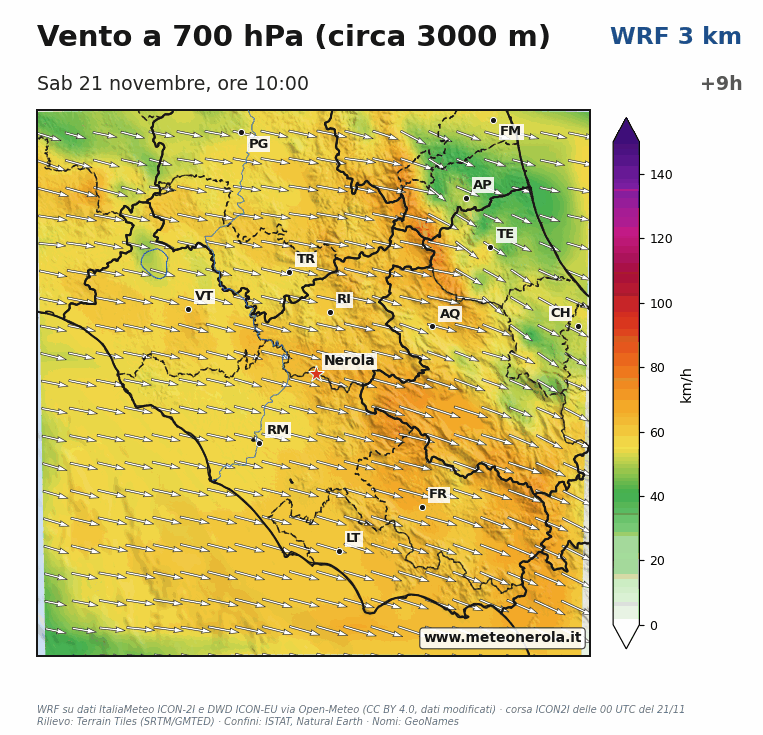 Vento a 700 hPa (circa 3000 m)
WRF 3 km
Sab 21 novembre, ore 10:00
+9h
FM
PG
AP
TE
TR
VT
RI
AQ
CH
Nerola
RM
FR
LT
www.meteonerola.it
140
120
100
80
60
40
20
0
km/h
WRF su dati ItaliaMeteo ICON-2I e DWD ICON-EU via Open-Meteo (CC BY 4.0, dati modificati) · corsa ICON2I delle 00 UTC del 21/11
Rilievo: Terrain Tiles (SRTM/GMTED) · Confini: ISTAT, Natural Earth · Nomi: GeoNames